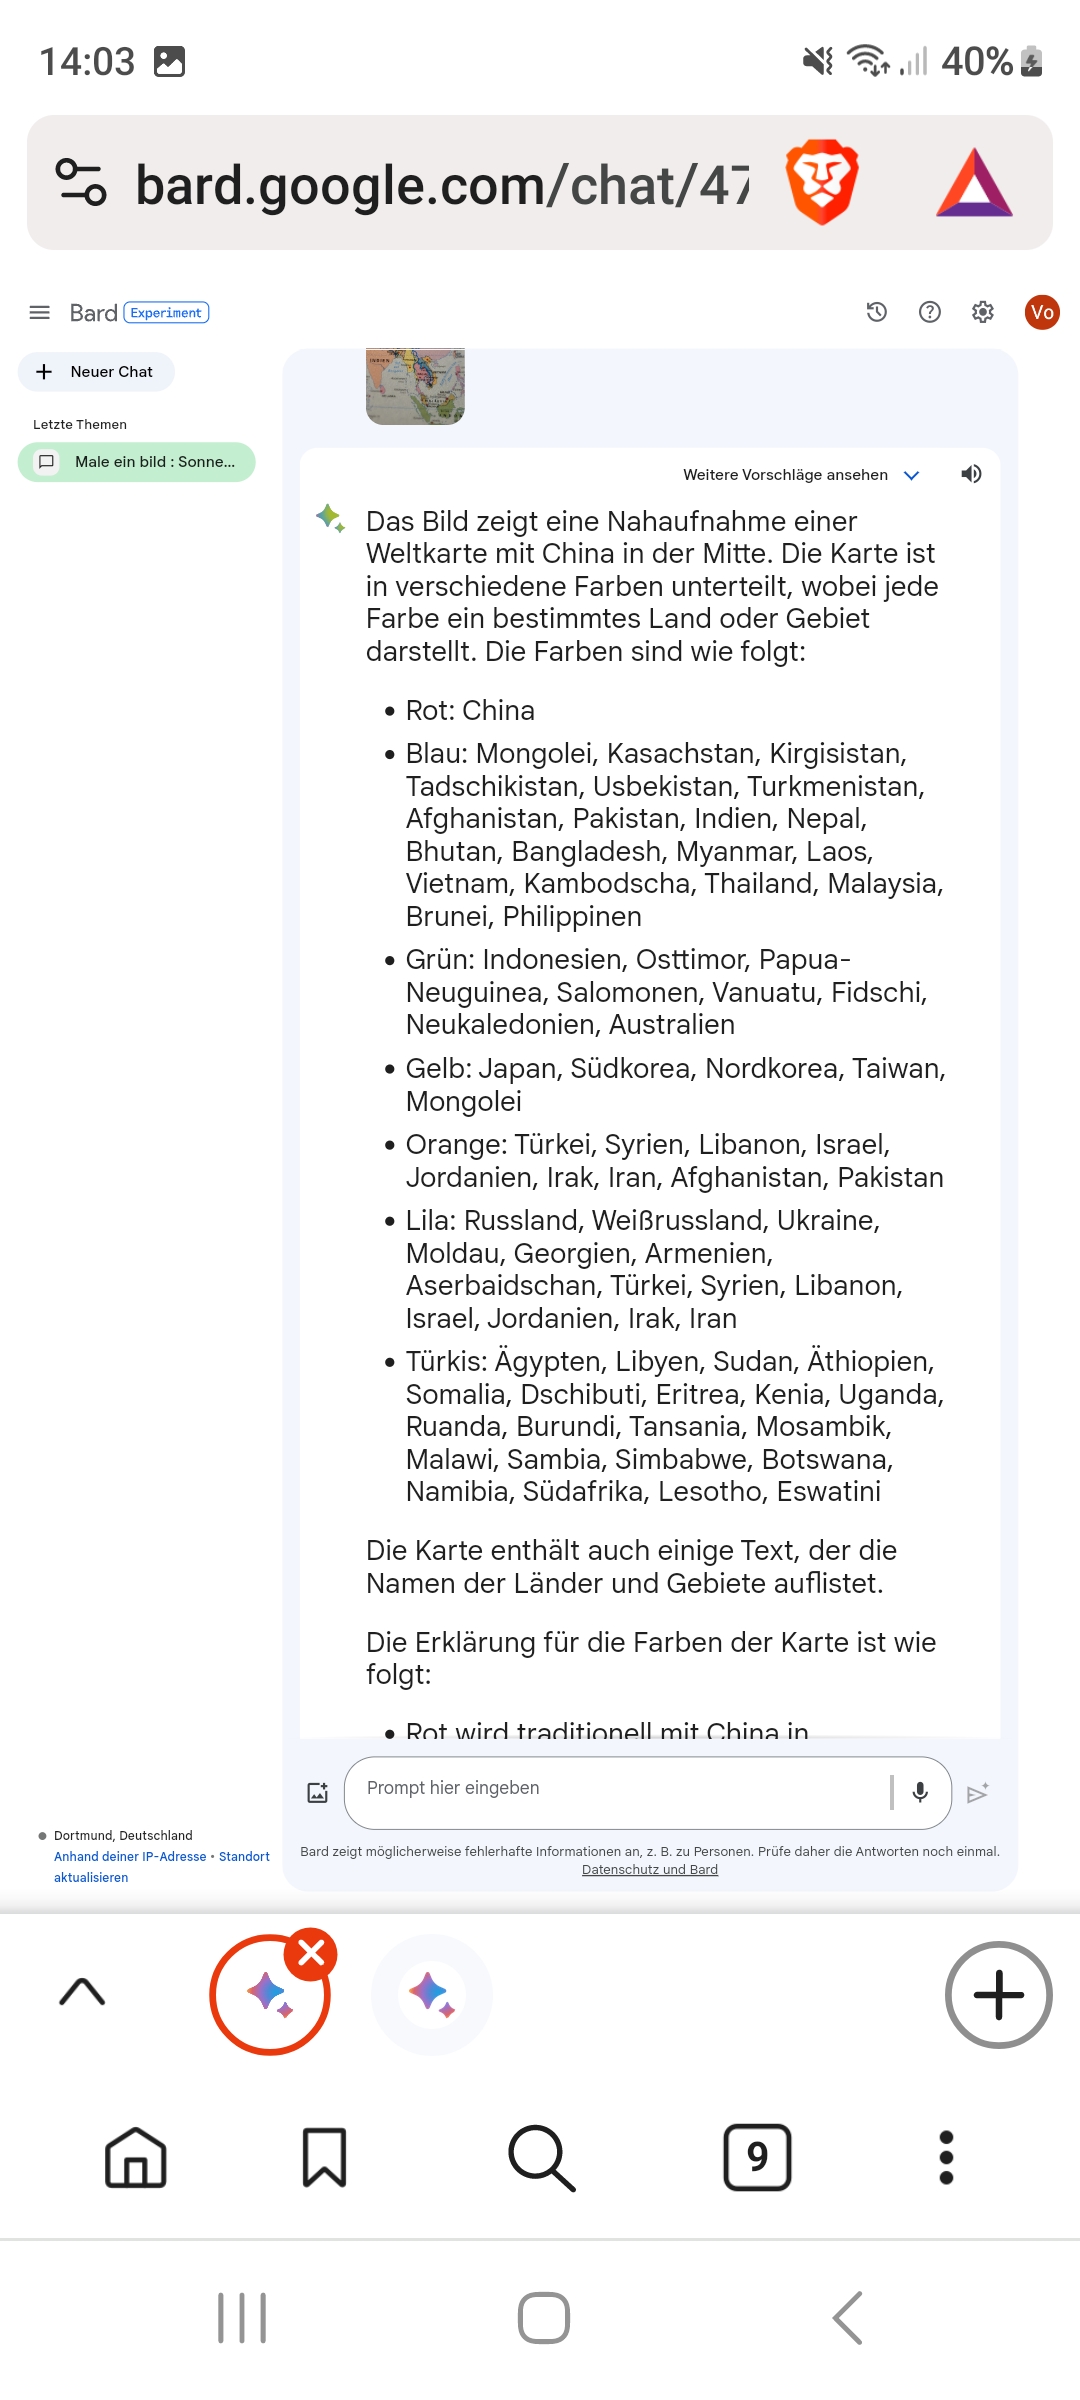 14:03
40%
bard.google.com/chat/47
Bard Experiment
Vo
Neuer Chat
Letzte Themen
Male ein bild : Sonne...
Weitere Vorschläge ansehen
Das Bild zeigt eine Nahaufnahme einer
Weltkarte mit China in der Mitte. Die Karte ist
in verschiedene Farben unterteilt, wobei jede
Farbe ein bestimmtes Land oder Gebiet
darstellt. Die Farben sind wie folgt:
• Rot: China
• Blau: Mongolei, Kasachstan, Kirgisistan,
Tadschikistan, Usbekistan, Turkmenistan,
Afghanistan, Pakistan, Indien, Nepal,
Bhutan, Bangladesh, Myanmar, Laos,
Vietnam, Kambodscha, Thailand, Malaysia,
Brunei, Philippinen
• Grün: Indonesien, Osttimor, Papua-
Neuguinea, Salomonen, Vanuatu, Fidschi,
Neukaledonien, Australien
• Gelb: Japan, Südkorea, Nordkorea, Taiwan,
Mongolei
• Orange: Türkei, Syrien, Libanon, Israel,
Jordanien, Irak, Iran, Afghanistan, Pakistan
• Lila: Russland, Weißrussland, Ukraine,
Moldau, Georgien, Armenien,
Aserbaidschan, Türkei, Syrien, Libanon,
Israel, Jordanien, Irak, Iran
• Türkis: Ägypten, Libyen, Sudan, Äthiopien,
Somalia, Dschibuti, Eritrea, Kenia, Uganda,
Ruanda, Burundi, Tansania, Mosambik,
Malawi, Sambia, Simbabwe, Botswana,
Namibia, Südafrika, Lesotho, Eswatini
Die Karte enthält auch einige Text, der die
Namen der Länder und Gebiete auflistet.
Die Erklärung für die Farben der Karte ist wie
folgt:
• Rot wird traditionell mit China in
Prompt hier eingeben
Dortmund, Deutschland
Anhand deiner IP-Adresse • Standort
aktualisieren
Bard zeigt möglicherweise fehlerhafte Informationen an, z. B. zu Personen. Prüfe daher die Antworten noch einmal.
Datenschutz und Bard
9